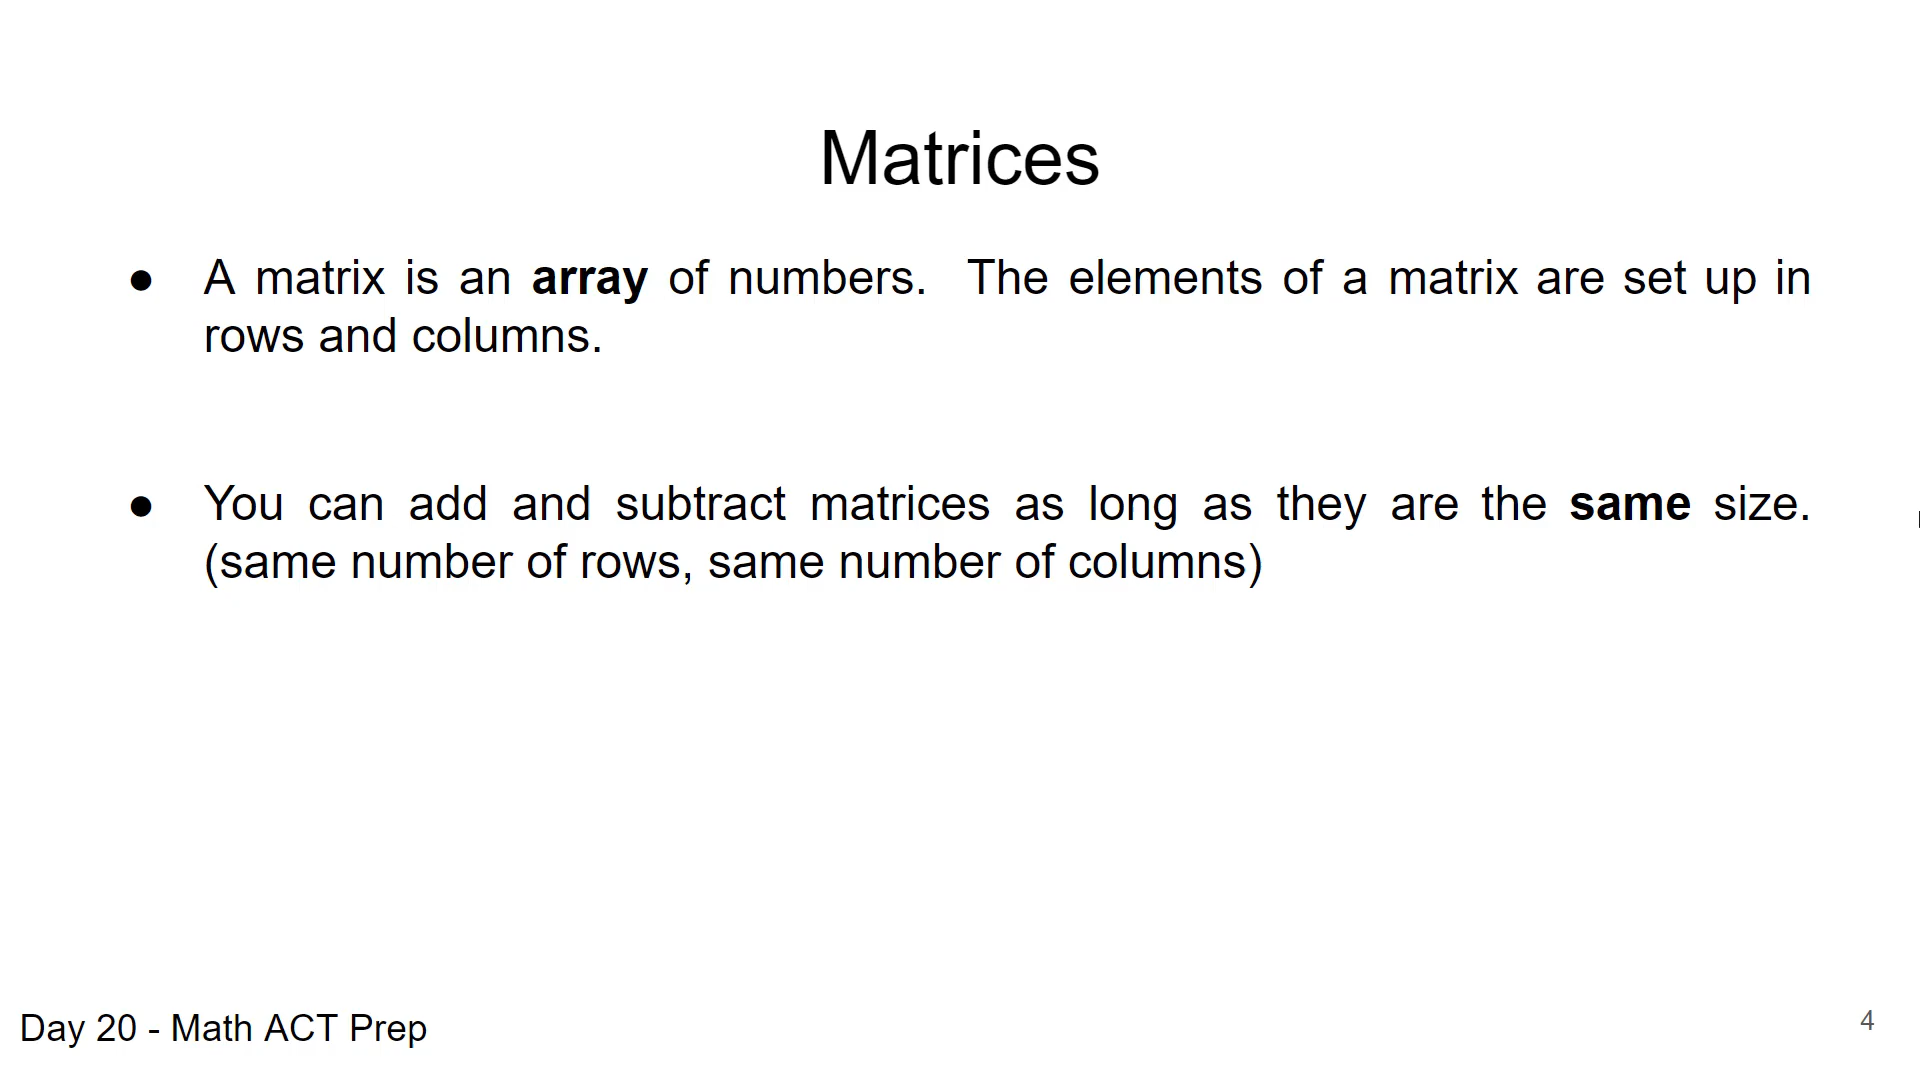 Matrices
● A matrix is an array of numbers. The elements of a matrix are set up in
rows and columns.
● You can add and subtract matrices as long as they are the same size.
(same number of rows, same number of columns)
Day 20 - Math ACT Prep
4